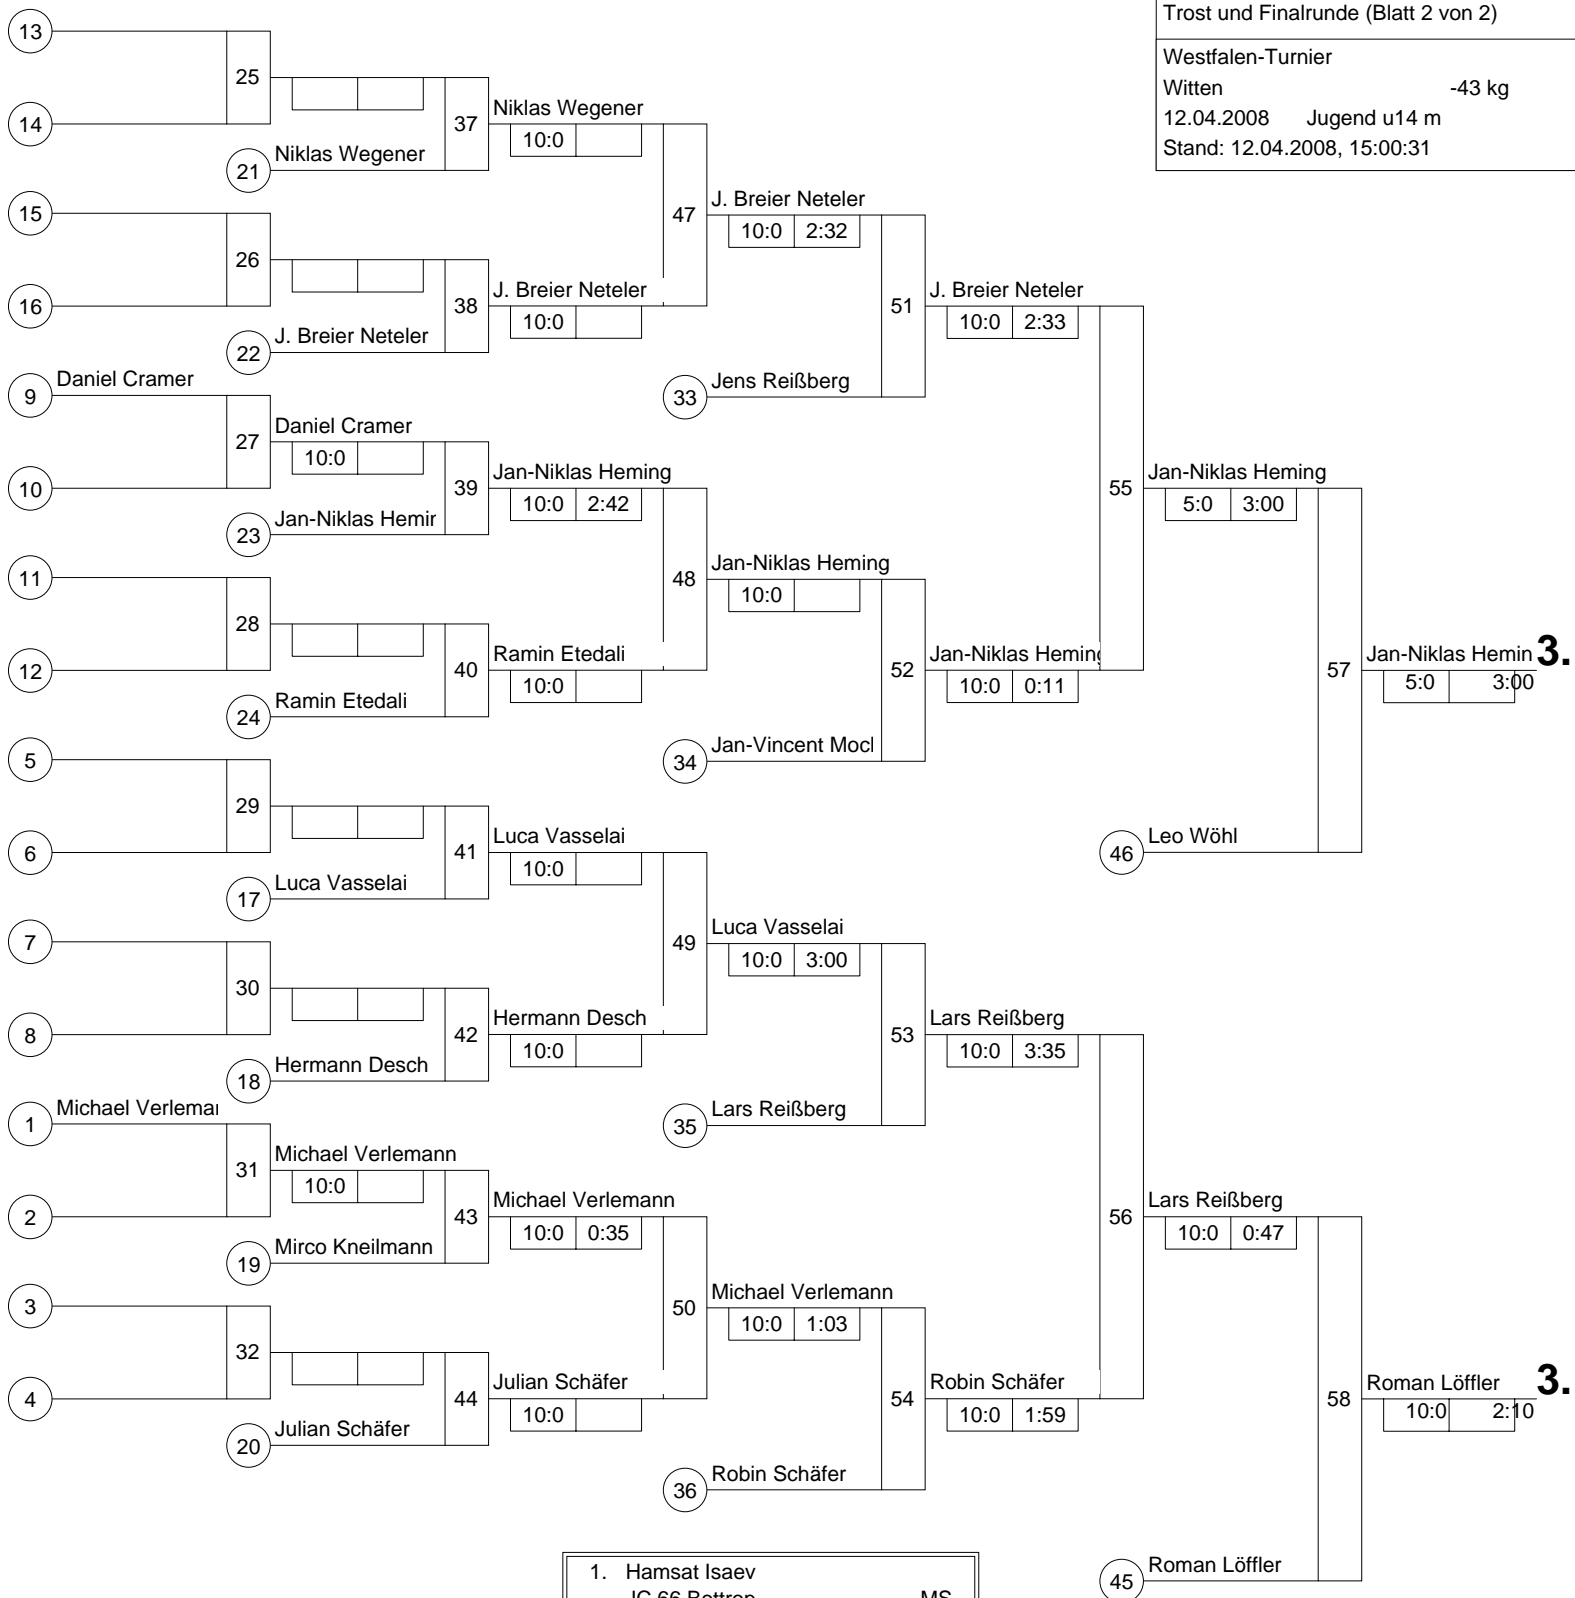 Trost und Finalrunde (Blatt 2 von 2)
Westfalen-Turnier
Witten -43 kg
12.04.2008 Jugend u14 m
Stand: 12.04.2008, 15:00:31
13
25
14
37
Niklas Wegener
10:0
21
Niklas Wegener
15
47
J. Breier Neteler
10:0 2:32
26
16
38
J. Breier Neteler
10:0
22
J. Breier Neteler
51
J. Breier Neteler
10:0 2:33
9
Daniel Cramer
33
Jens Reißberg
27
Daniel Cramer
10:0
10
39
Jan-Niklas Heming
10:0 2:42
23
Jan-Niklas Hemir
55
Jan-Niklas Heming
5:0 3:00
11
48
Jan-Niklas Heming
10:0
28
12
40
Ramin Etedali
10:0
24
Ramin Etedali
52
Jan-Niklas Heming
10:0 0:11
57
Jan-Niklas Hemin
3.
5:0 3:00
34
Jan-Vincent Mocl
5
29
6
41
Luca Vasselai
10:0
46
Leo Wöhl
17
Luca Vasselai
7
49
Luca Vasselai
10:0 3:00
30
8
42
Hermann Desch
10:0
18
Hermann Desch
53
Lars Reißberg
10:0 3:35
1
Michael Verlemar
35
Lars Reißberg
31
Michael Verlemann
10:0
2
43
Michael Verlemann
10:0 0:35
19
Mirco Kneilmann
56
Lars Reißberg
10:0 0:47
3
50
Michael Verlemann
10:0 1:03
32
4
44
Julian Schäfer
10:0
20
Julian Schäfer
54
Robin Schäfer
10:0 1:59
58
Roman Löffler
3.
10:0 2:10
36
Robin Schäfer
45
Roman Löffler
1. Hamsat Isaev
JC 66 Bottrop MS